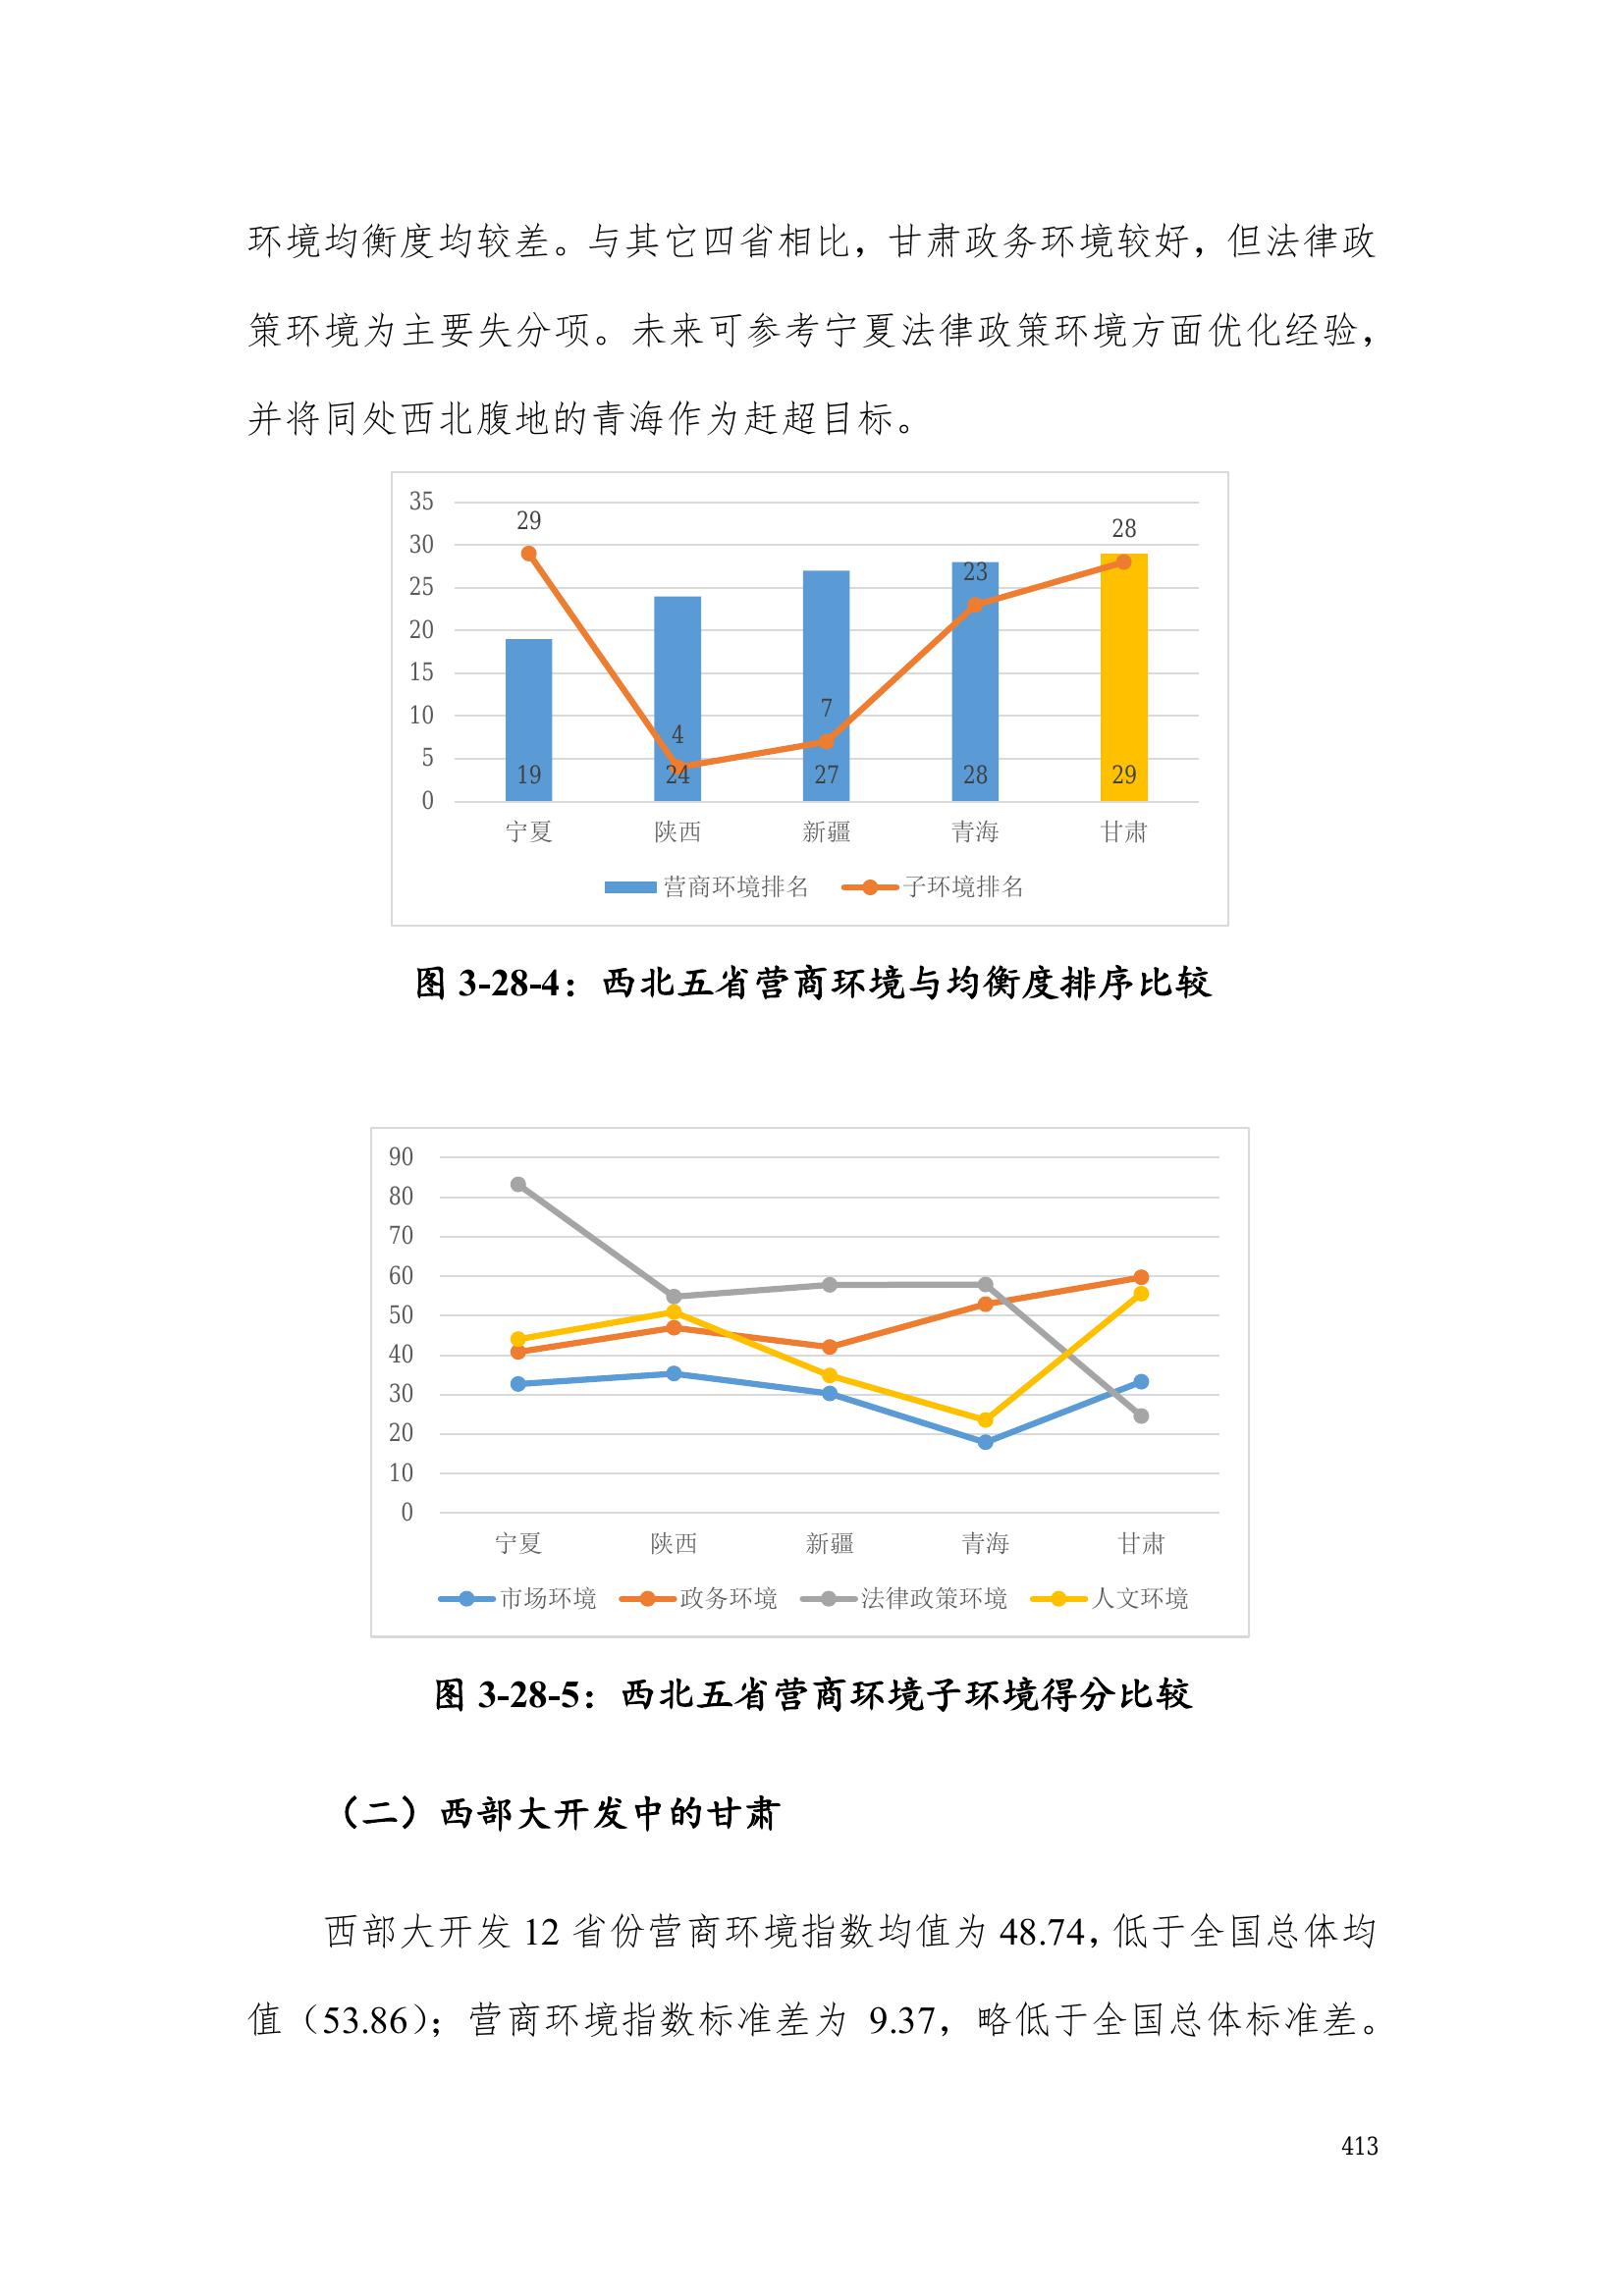 环境均衡度均较差。与其它四省相比，甘肃政务环境较好，但法律政
策环境为主要失分项。未来可参考宁夏法律政策环境方面优化经验，
并将同处西北腹地的青海作为赶超目标。
35
30
25
20
15
10
5
0
29
4
7
23
28
19
24
27
28
29
宁夏
陕西
新疆
青海
甘肃
营商环境排名
子环境排名
图 3-28-4：西北五省营商环境与均衡度排序比较
90
80
70
60
50
40
30
20
10
0
宁夏
陕西
新疆
青海
甘肃
市场环境
政务环境
法律政策环境
人文环境
图 3-28-5：西北五省营商环境子环境得分比较
（二）西部大开发中的甘肃
西部大开发 12 省份营商环境指数均值为 48.74，低于全国总体均
值（53.86）；营商环境指数标准差为 9.37，略低于全国总体标准差。
413